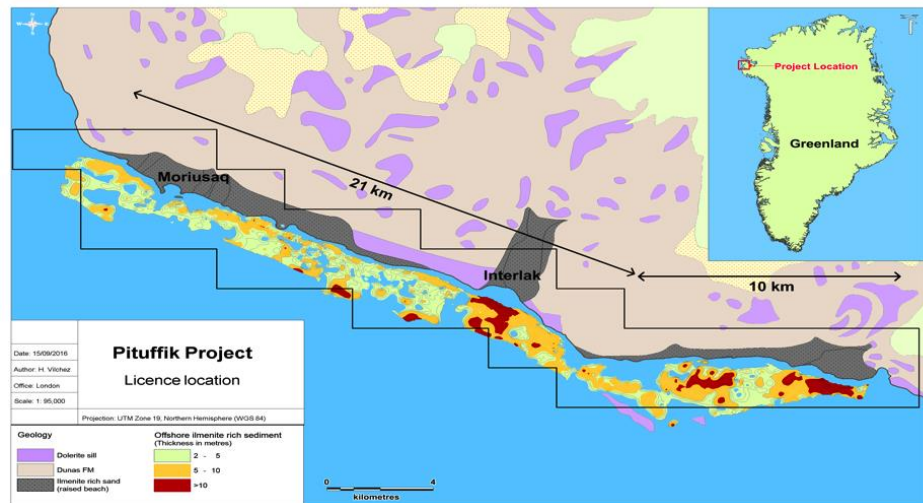 Project Location
Greenland
Moriusaq
21 km
Interlak
10 km
Date: 15/09/2016
Author: H. Vilchez
Office: London
Scale: 1: 95,000
Pituffik Project
Licence location
Projection: UTM Zone 19, Northern Hemisphere (WGS 84)
Geology
Dolerite sill
Dunas FM
Ilmenite rich sand
(raised beach)
Offshore ilmenite rich sediment
(Thickness in metres)
2 - 5
5 - 10
>10
0 4
kilometres